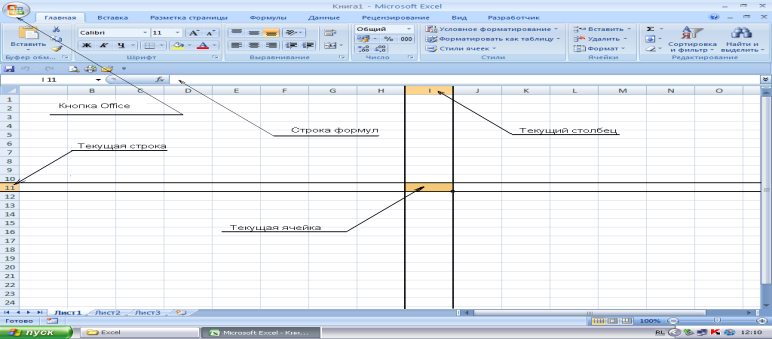 Книга1 - Microsoft Excel
Главная Вставка Разметка страницы Формулы Данные Рецензирование Вид Разработчик
Calibri 11 А А Общий Условное форматирование Вставить Σ
Вставить Ж К Ч % 000 Форматировать как таблицу Удалить Сортировка и фильтр Найти и выделить
Стили ячеек Формат
Буфер обм... Шрифт Выравнивание Число Стили Ячейки Редактирование
I 11 fx
B C D E F G H I J K L M N O
1
2 Кнопка Office
3
4
5 Строка формул Текущий столбец
6 Текущая строка
7
8
9
10
11
12
13
14
15
16 Текущая ячейка
17
18
19
20
21
22
23
24
Лист1 Лист2 Лист3
Готово 100%
пуск Excel Microsoft Excel - Книг... RL 12:10